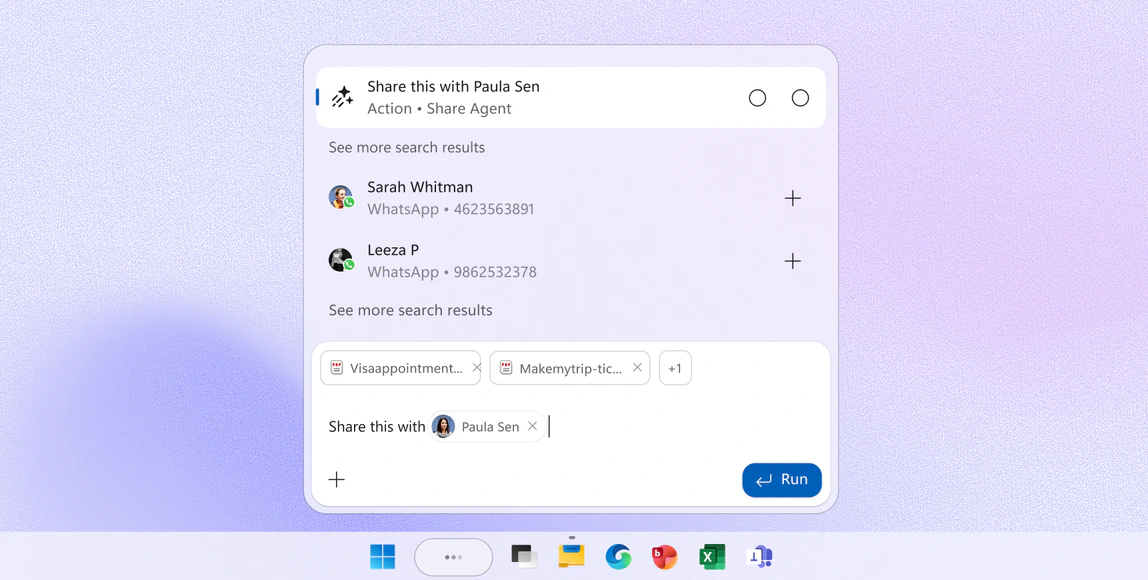 Share this with Paula Sen
Action • Share Agent
See more search results
Sarah Whitman
WhatsApp • 4623563891
Leeza P
WhatsApp • 9862532378
See more search results
Visaappointment... Makemytrip-tic... +1
Share this with Paula Sen
Run